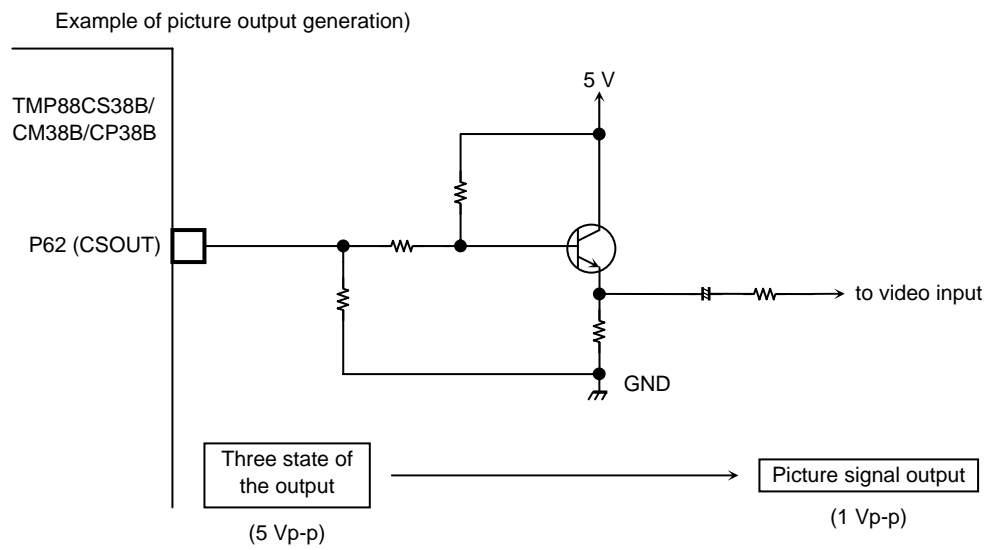 Example of picture output generation)
5 V
TMP88CS38B/
CM38B/CP38B
P62 (CSOUT)
to video input
GND
Three state of
the output
Picture signal output
(5 Vp-p)
(1 Vp-p)